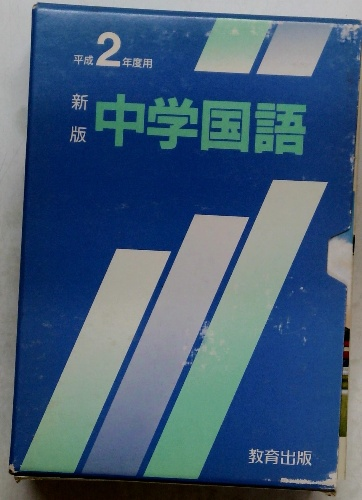 平成2年度用
新版
中学国語
教育出版